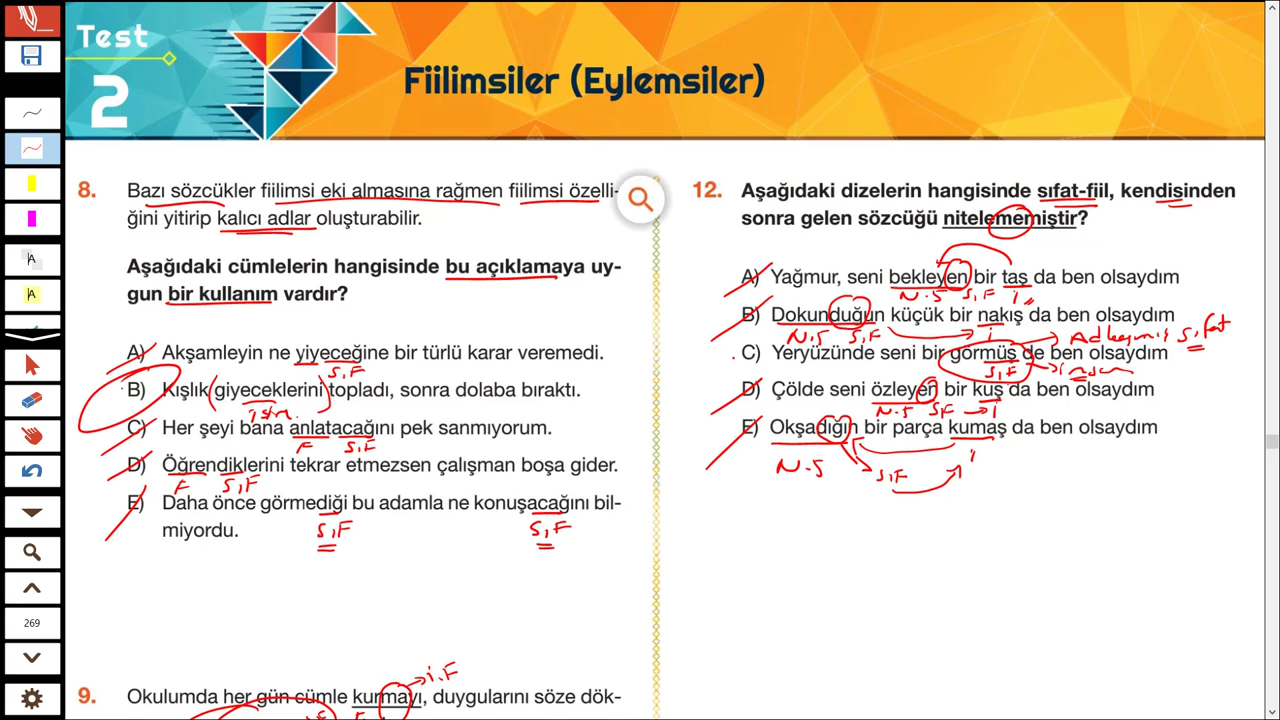 Test
2
Fiilimsiler (Eylemsiler)
8. Bazı sözcükler fiilimsi eki almasına rağmen fiilimsi özelli-
ğini yitirip kalıcı adlar oluşturabilir.
Aşağıdaki cümlelerin hangisinde bu açıklamaya uy-
gun bir kullanım vardır?
A) Akşamleyin ne yiyeceğine bir türlü karar veremedi.
S.F
B) Kışlık giyeceklerini topladı, sonra dolaba bıraktı.
isim.
C) Her şeyi bana anlatacağını pek sanmıyorum.
F S.F
D) Öğrendiklerini tekrar etmezsen çalışman boşa gider.
F S.F
E) Daha önce görmediği bu adamla ne konuşacağını bil-
miyordu.
S.F S.F
9. Okulumda her gün cümle kurmayı, duygularını söze dök-
i.F
12. Aşağıdaki dizelerin hangisinde sıfat-fiil, kendisinden
sonra gelen sözcüğü nitelememiştir?
A) Yağmur, seni bekleyen bir taş da ben olsaydım
N.S S.F i
B) Dokunduğun küçük bir nakış da ben olsaydım
N.S S.F i Adlaşmış sıfat
C) Yeryüzünde seni bir görmüş de ben olsaydım
S.F insan
D) Çölde seni özleyen bir kuş da ben olsaydım
N.S S.F i
E) Okşadığın bir parça kumaş da ben olsaydım
N.S S.F i
A
A
269